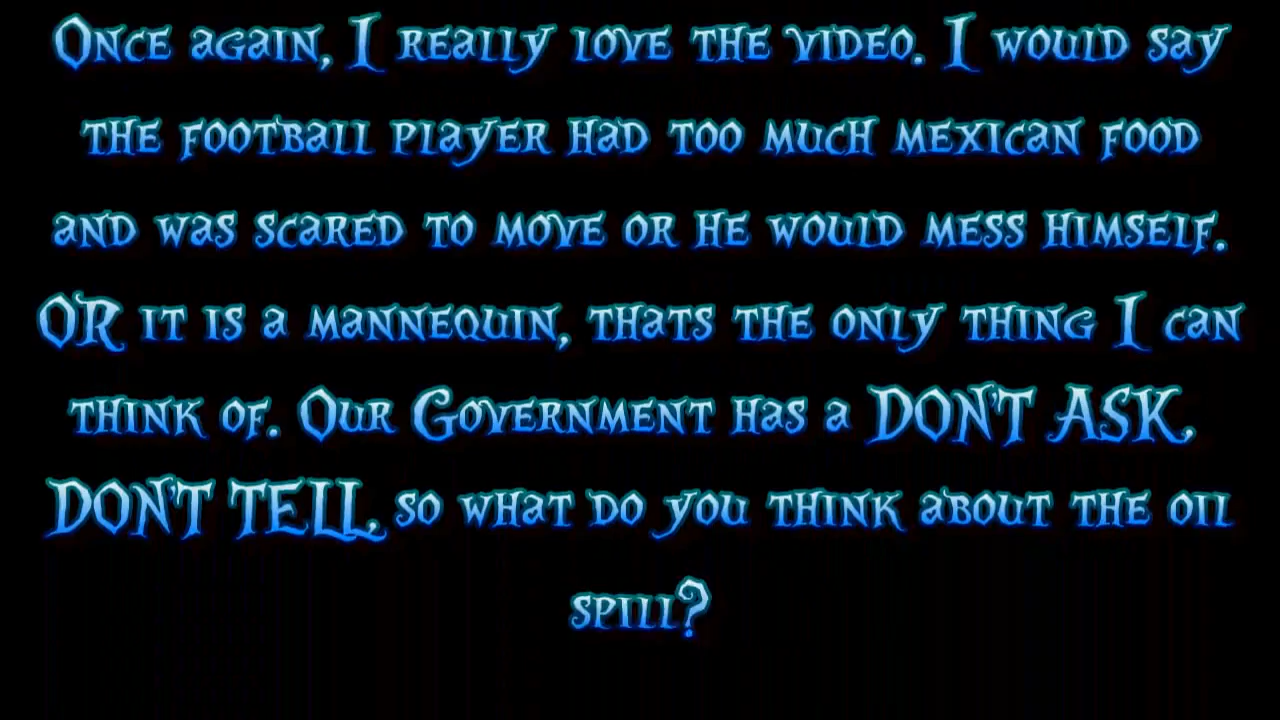 Once again, I really love the video. I would say
the football player had too much mexican food
and was scared to move or he would mess himself.
OR it is a mannequin, thats the only thing I can
think of. Our Government has a DON'T ASK,
DON'T TELL, so what do you think about the oil
spill?